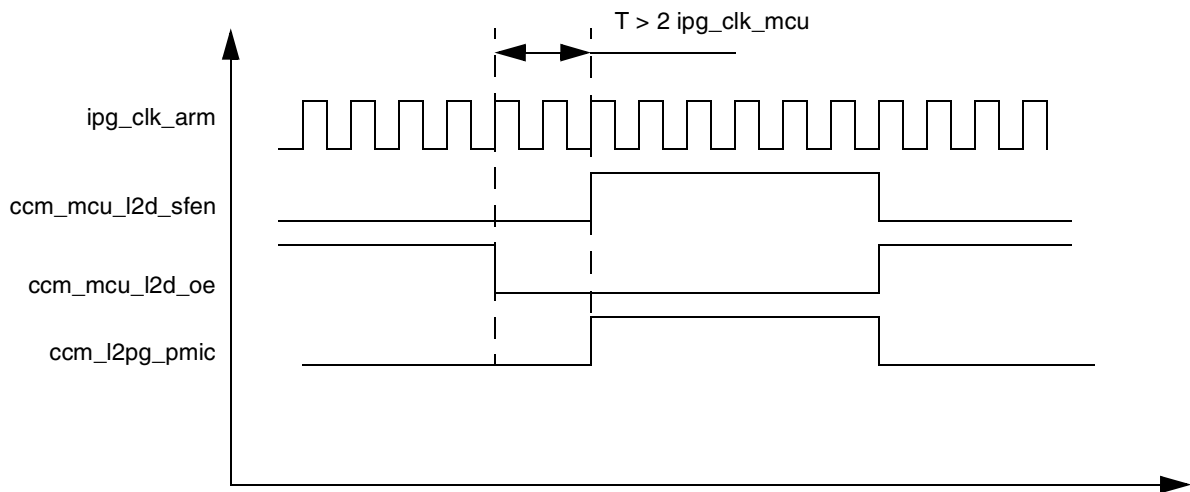 T > 2 ipg_clk_mcu
ipg_clk_arm
ccm_mcu_l2d_sfen
ccm_mcu_l2d_oe
ccm_l2pg_pmic